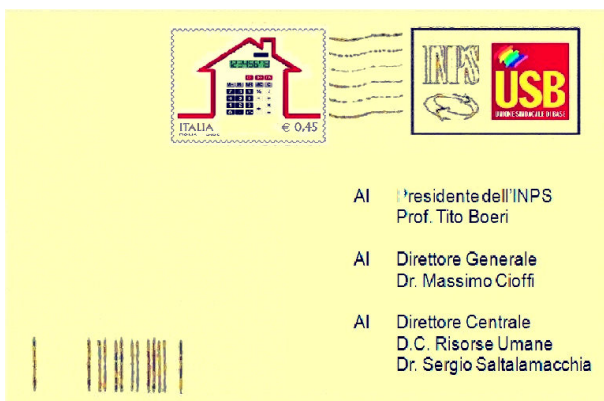 12345678
ITALIA
€ 0,45
INPS
USB
UNIONE SINDACALE DI BASE
Al Presidente dell'INPS
Prof. Tito Boeri
Al Direttore Generale
Dr. Massimo Cioffi
Al Direttore Centrale
D.C. Risorse Umane
Dr. Sergio Saltalamacchia